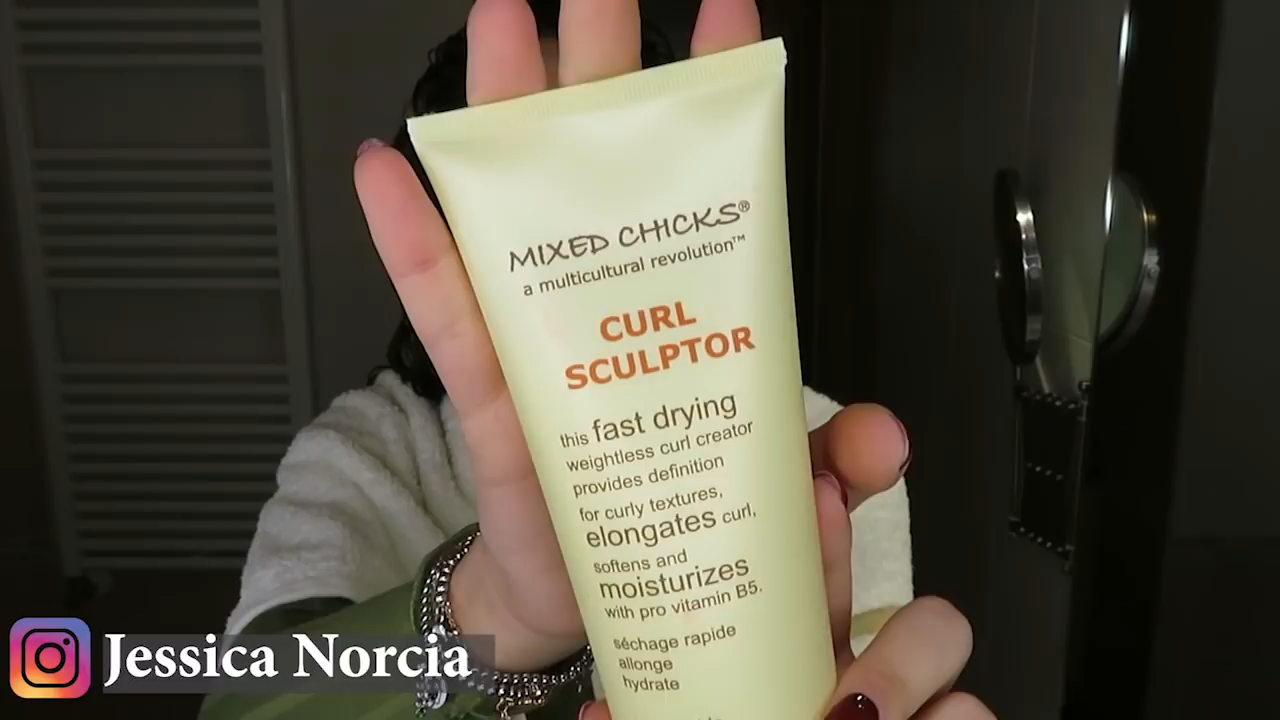 MIXED CHICKS®
a multicultural revolution™
CURL
SCULPTOR
this fast drying
weightless curl creator
provides definition
for curly textures,
elongates curl,
softens and
moisturizes
with pro vitamin B5.
séchage rapide
allonge
hydrate
Jessica Norcia